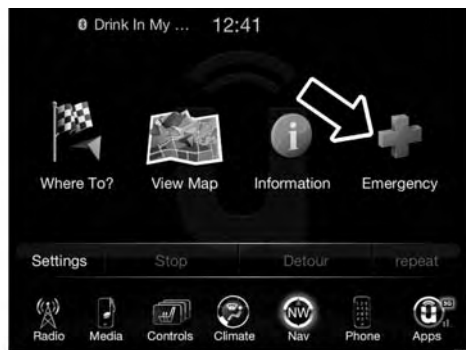 Drink In My ... 12:41
Where To? View Map Information Emergency
Settings Stop Detour repeat
NW
3G
Radio Media Controls Climate Nav Phone Apps